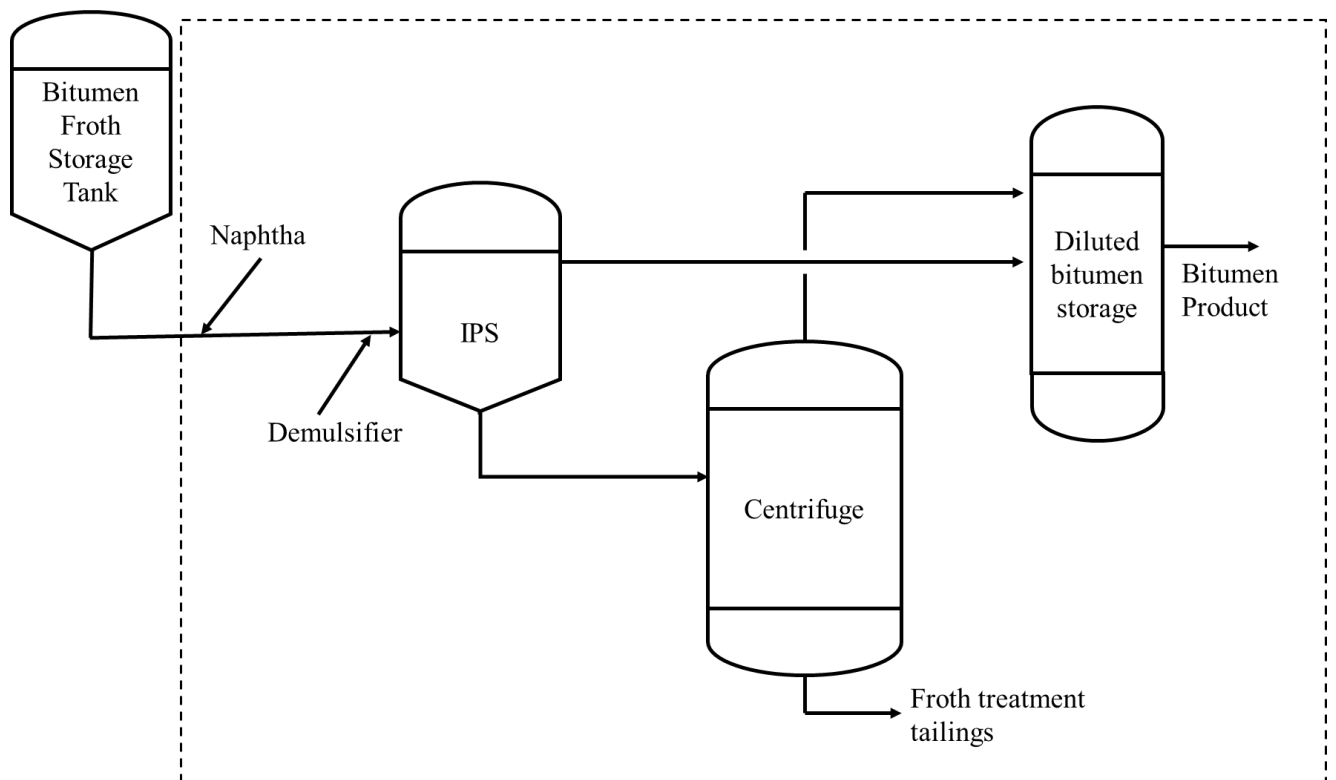 Bitumen
Froth
Storage
Tank
Naphtha
Demulsifier
IPS
Centrifuge
Froth treatment
tailings
Diluted
bitumen
storage
Bitumen
Product